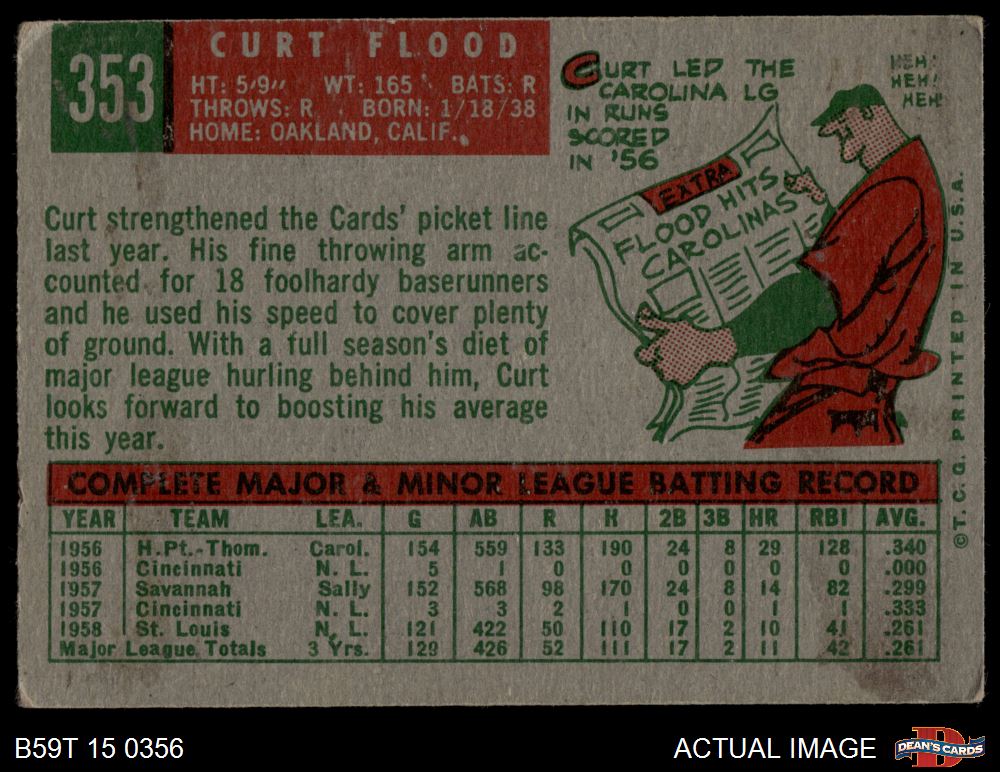 353
CURT FLOOD
HT: 5'9" WT: 165 BATS: R
THROWS: R BORN: 1/18/38
HOME: OAKLAND, CALIF.
CURT LED THE
CAROLINA LG
IN RUNS
SCORED
IN '56
HEH!
HEH!
HEH!
EXTRA
FLOOD HITS
CAROLINAS
Curt strengthened the Cards' picket line
last year. His fine throwing arm ac-
counted for 18 foolhardy baserunners
and he used his speed to cover plenty
of ground. With a full season's diet of
major league hurling behind him, Curt
looks forward to boosting his average
this year.
COMPLETE MAJOR & MINOR LEAGUE BATTING RECORD
YEAR TEAM LEA. G AB R H 2B 3B HR RBI AVG.
1956 H.Pt.-Thom. Carol. 154 559 133 190 24 8 29 128 .340
1956 Cincinnati N. L. 5 1 0 0 0 0 0 0 .000
1957 Savannah Sally 152 568 98 170 24 8 14 82 .299
1957 Cincinnati N. L. 3 3 2 1 0 0 1 1 .333
1958 St. Louis N. L. 121 422 50 110 17 2 10 41 .261
Major League Totals 3 Yrs. 129 426 52 111 17 2 11 42 .261
©T. C. G. PRINTED IN U.S.A.
B59T 15 0356
ACTUAL IMAGE
D
DEAN'S CARDS